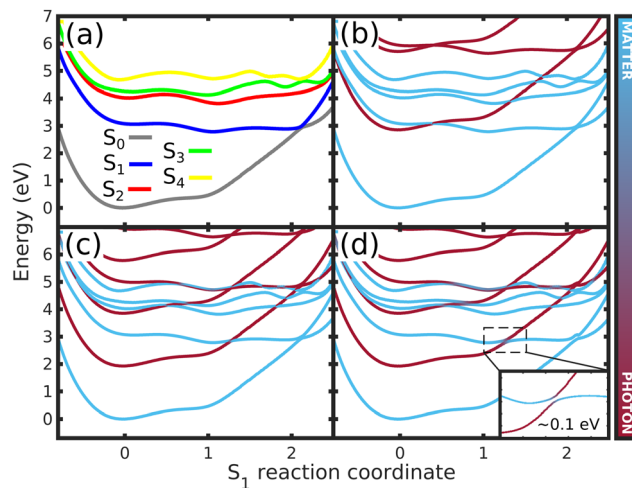 7
6
5
4
3
2
1
0
Energy (eV)
(a)
S0
S1
S2
S3
S4
(b)
(c)
6
5
4
3
2
1
0
0
1
2
(d)
~0.1 eV
0
1
2
S1 reaction coordinate
MATTER
PHOTON